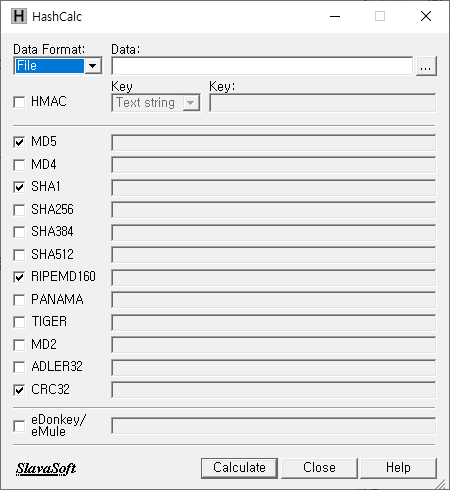 H HashCalc
Data Format: Data:
File ...
Key Key:
HMAC Text string
MD5
MD4
SHA1
SHA256
SHA384
SHA512
RIPEMD160
PANAMA
TIGER
MD2
ADLER32
CRC32
eDonkey/
eMule
SlavaSoft Calculate Close Help